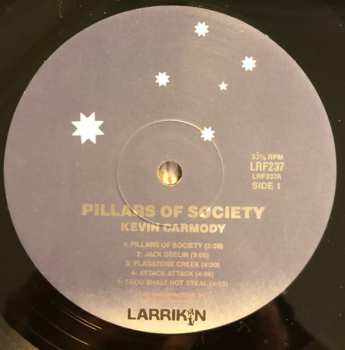 33⅓ RPM
LRF237
LRF237A
SIDE 1
PILLARS OF SOCIETY
KEVIN CARMODY
1: PILLARS OF SOCIETY
2: JACK DEELIN
3: FLAGSTONE CREEK
4: ATTACK ATTACK
5: THOU SHALT NOT STEAL
LARRIKIN